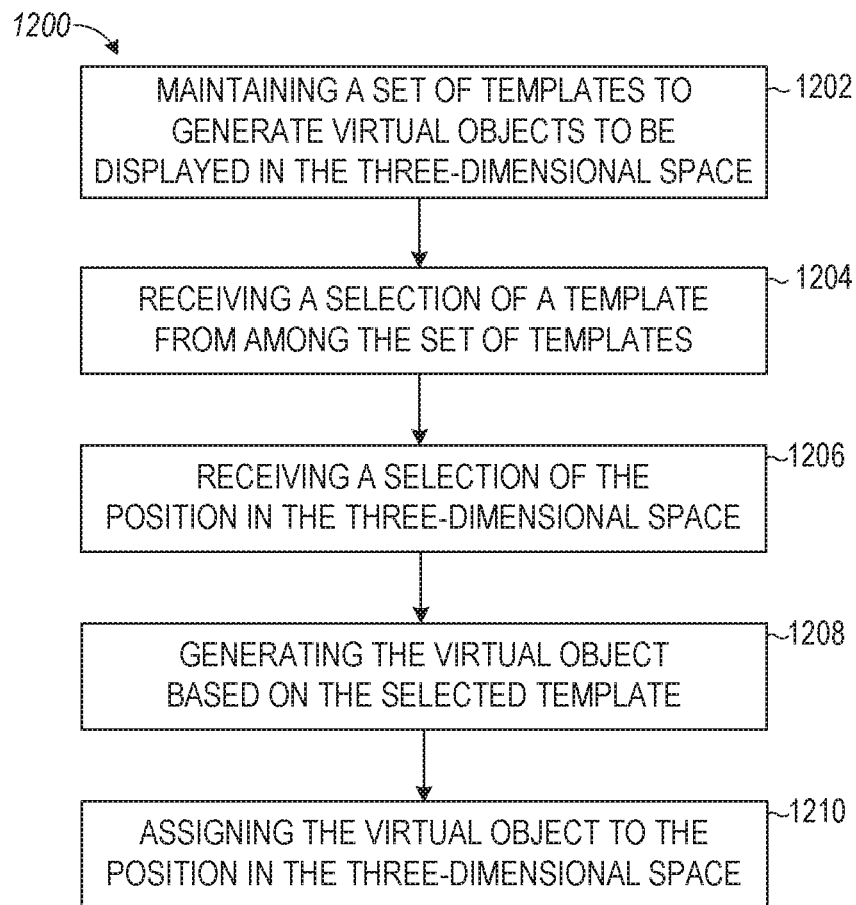 1200
MAINTAINING A SET OF TEMPLATES TO
GENERATE VIRTUAL OBJECTS TO BE
DISPLAYED IN THE THREE-DIMENSIONAL SPACE
1202
RECEIVING A SELECTION OF A TEMPLATE
FROM AMONG THE SET OF TEMPLATES
1204
RECEIVING A SELECTION OF THE
POSITION IN THE THREE-DIMENSIONAL SPACE
1206
GENERATING THE VIRTUAL OBJECT
BASED ON THE SELECTED TEMPLATE
1208
ASSIGNING THE VIRTUAL OBJECT TO THE
POSITION IN THE THREE-DIMENSIONAL SPACE
1210